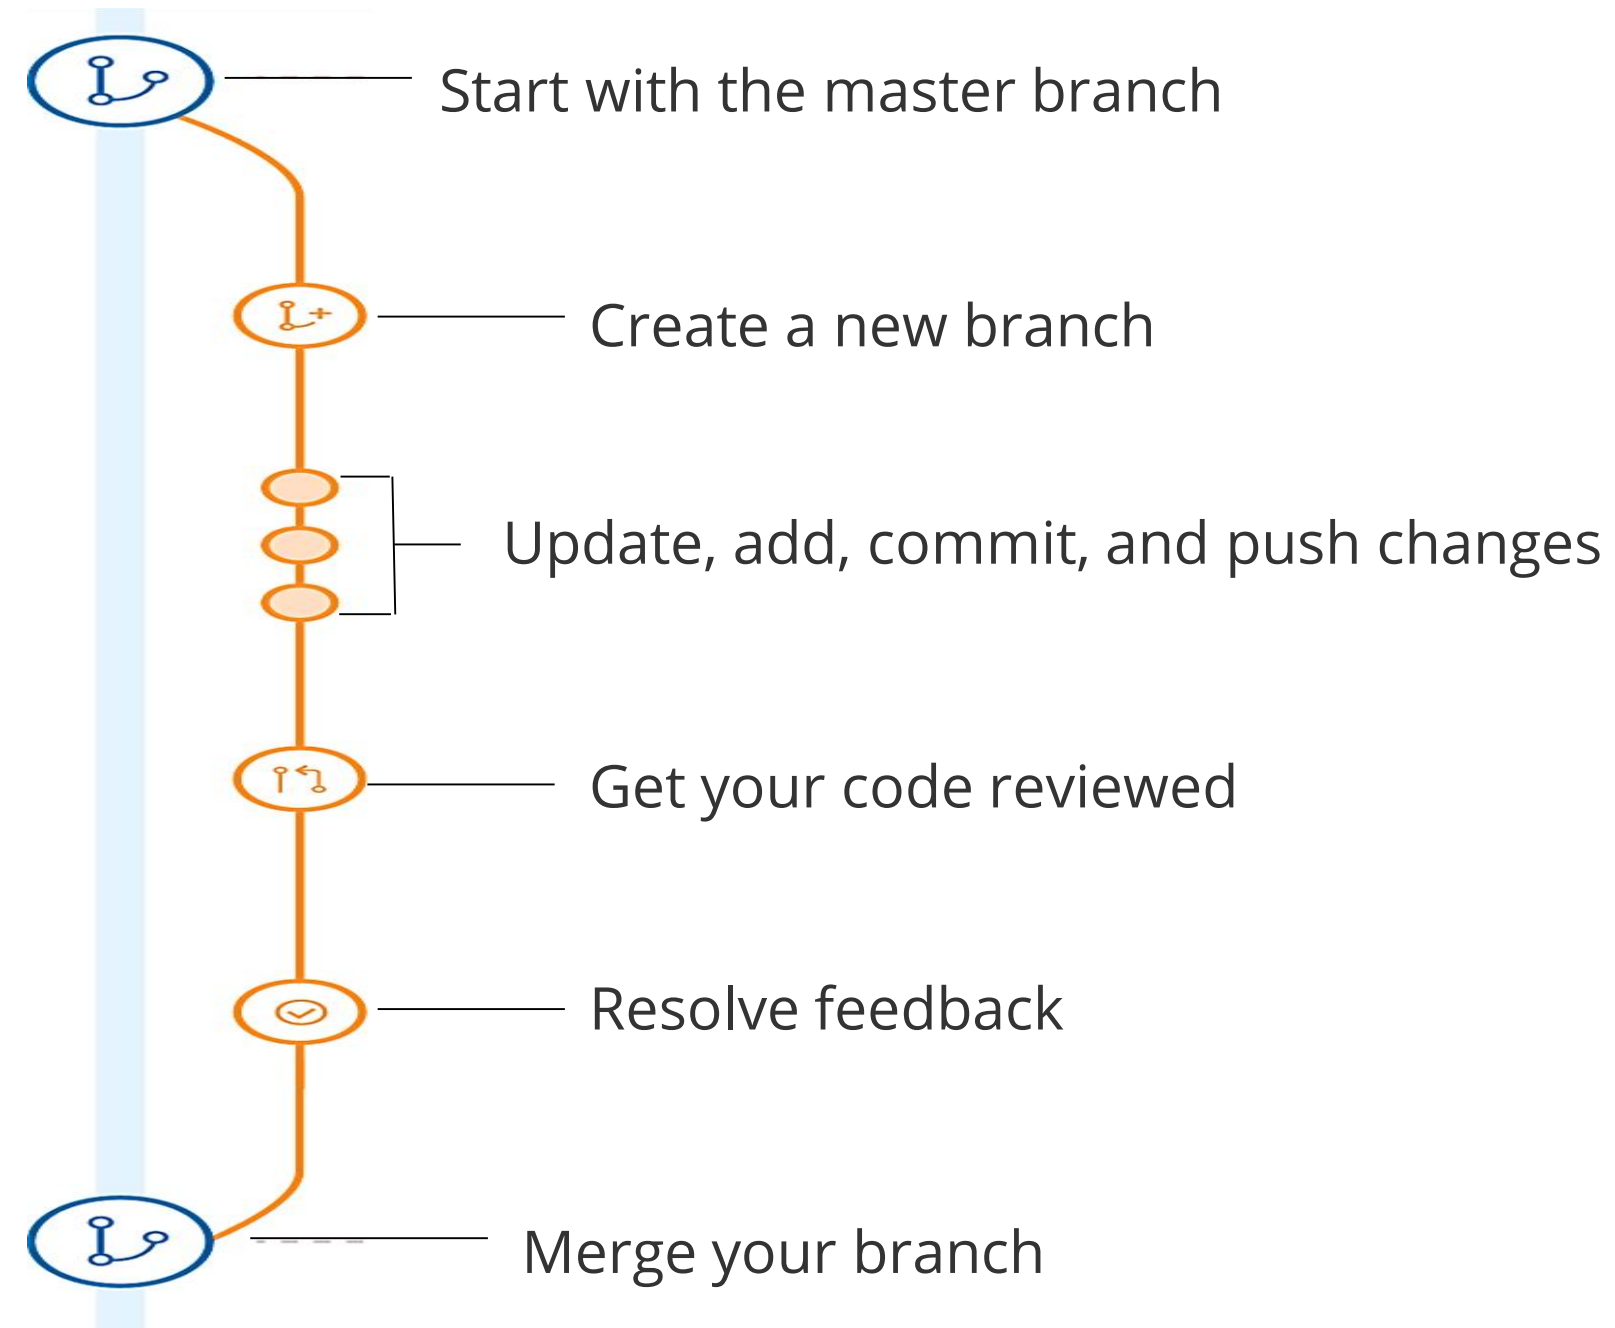 Start with the master branch
Create a new branch
Update, add, commit, and push changes
Get your code reviewed
Resolve feedback
Merge your branch